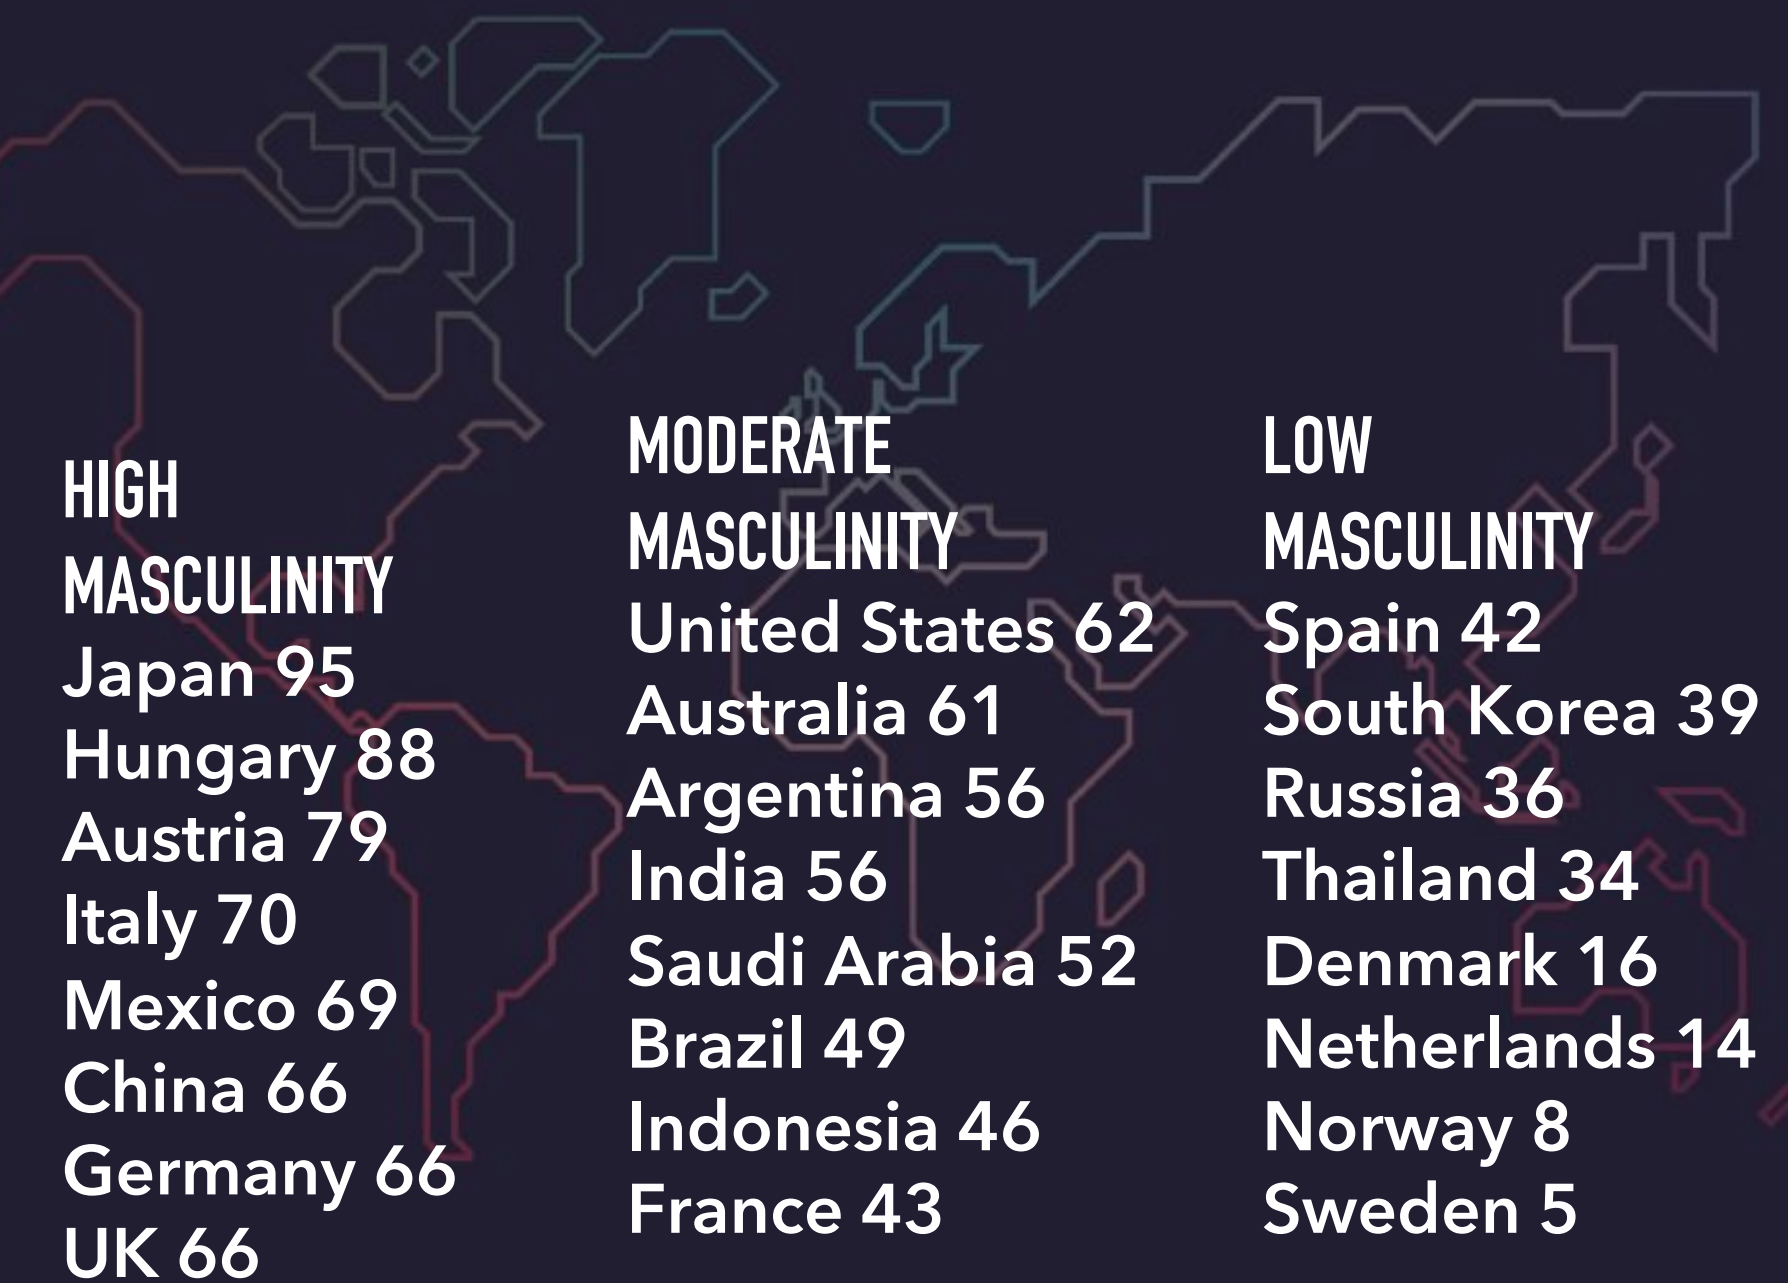 HIGH
MASCULINITY
Japan 95
Hungary 88
Austria 79
Italy 70
Mexico 69
China 66
Germany 66
UK 66
MODERATE
MASCULINITY
United States 62
Australia 61
Argentina 56
India 56
Saudi Arabia 52
Brazil 49
Indonesia 46
France 43
LOW
MASCULINITY
Spain 42
South Korea 39
Russia 36
Thailand 34
Denmark 16
Netherlands 14
Norway 8
Sweden 5